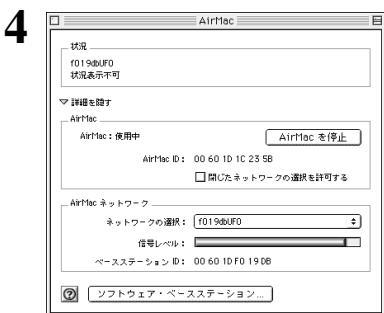 4
AirMac
状況
f019dbUF0
状況表示不可
詳細を隠す
AirMac
AirMac：使用中
AirMac を停止
AirMac ID： 00 60 1D 1C 23 5B
閉じたネットワークの選択を許可する
AirMac ネットワーク
ネットワークの選択： f019dbUF0
信号レベル：
ベースステーション ID： 00 60 1D F0 19 DB
?
ソフトウェア・ベースステーション...